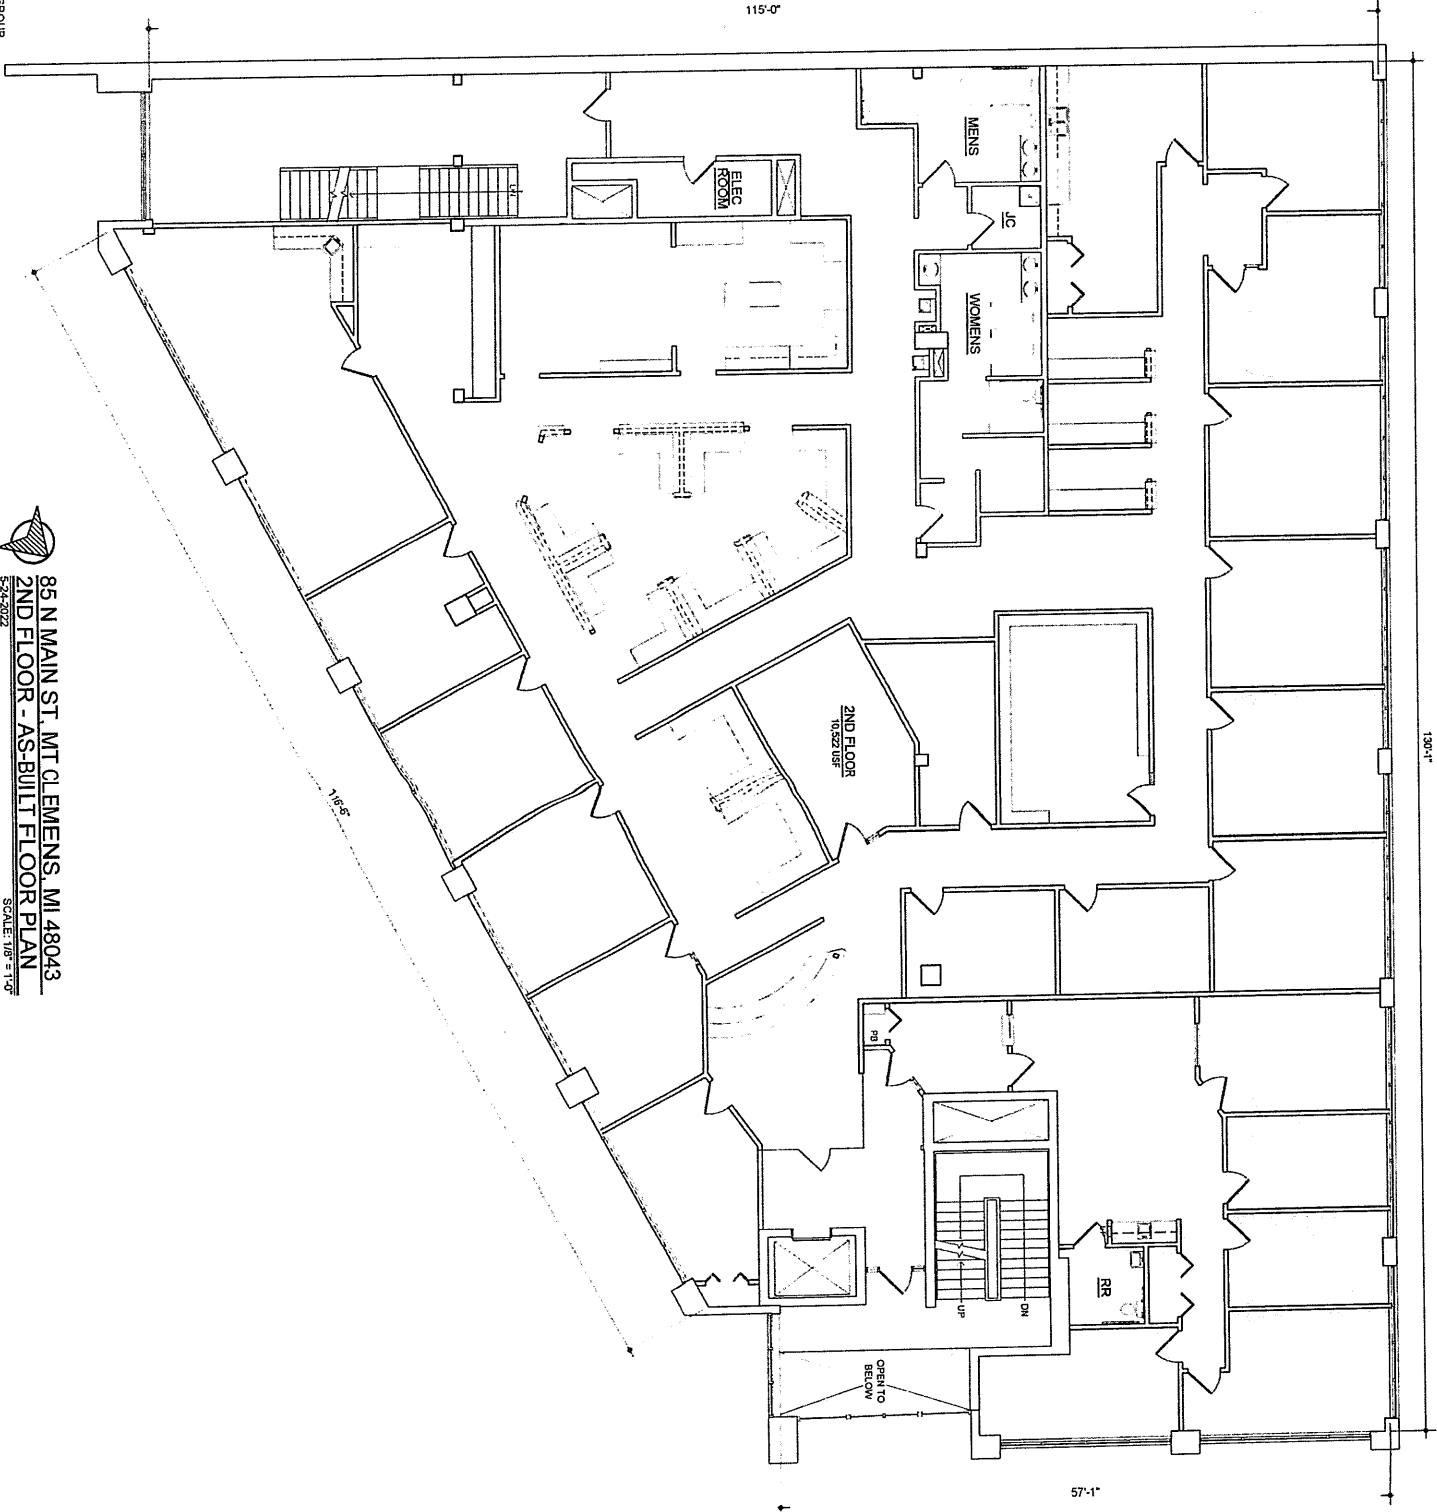 115'-0"
GROUP
MENS
ELEC
ROOM
JC
WOMENS
130'-1"
2ND FLOOR
10,522 USF
116'-6"
85 N MAIN ST, MT CLEMENS, MI 48043
2ND FLOOR - AS-BUILT FLOOR PLAN
5-24-2022
SCALE: 1/8" = 1'-0"
PB
RR
UP
DN
OPEN TO
BELOW
57'-1"